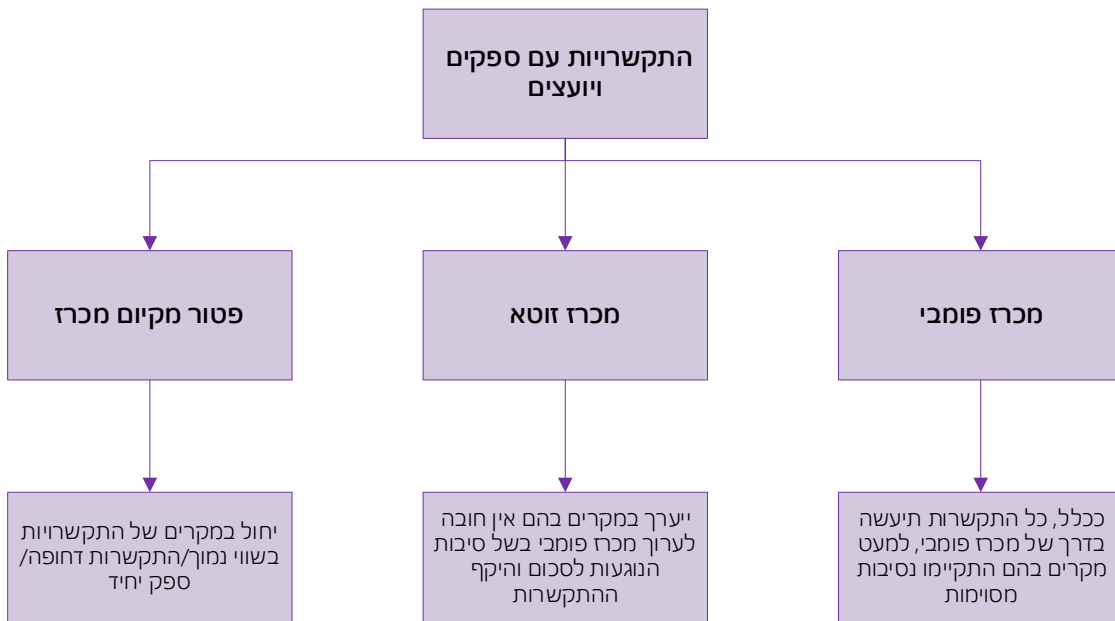 התקשרויות עם ספקים
ויועצים
מכרז פומבי
מכרז זוטא
פטור מקיום מכרז
ככלל, כל התקשרות תיעשה
בדרך של מכרז פומבי, למעט
מקרים בהם התקיימו נסיבות
מסוימות
ייערך במקרים בהם אין חובה
לערוך מכרז פומבי בשל סיבות
הנוגעות לסכום והיקף
ההתקשרות
יחול במקרים של התקשרויות
בשווי נמוך/התקשרות דחופה/
ספק יחיד